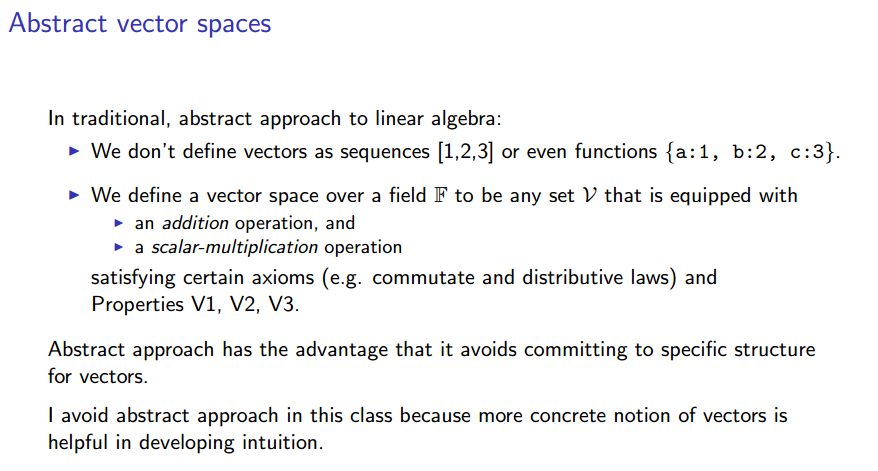 Abstract vector spaces
In traditional, abstract approach to linear algebra:
▶ We don't define vectors as sequences [1,2,3] or even functions {a:1, b:2, c:3}.
▶ We define a vector space over a field 𝔽 to be any set 𝒱 that is equipped with
▶ an addition operation, and
▶ a scalar-multiplication operation
satisfying certain axioms (e.g. commutate and distributive laws) and
Properties V1, V2, V3.
Abstract approach has the advantage that it avoids committing to specific structure
for vectors.
I avoid abstract approach in this class because more concrete notion of vectors is
helpful in developing intuition.